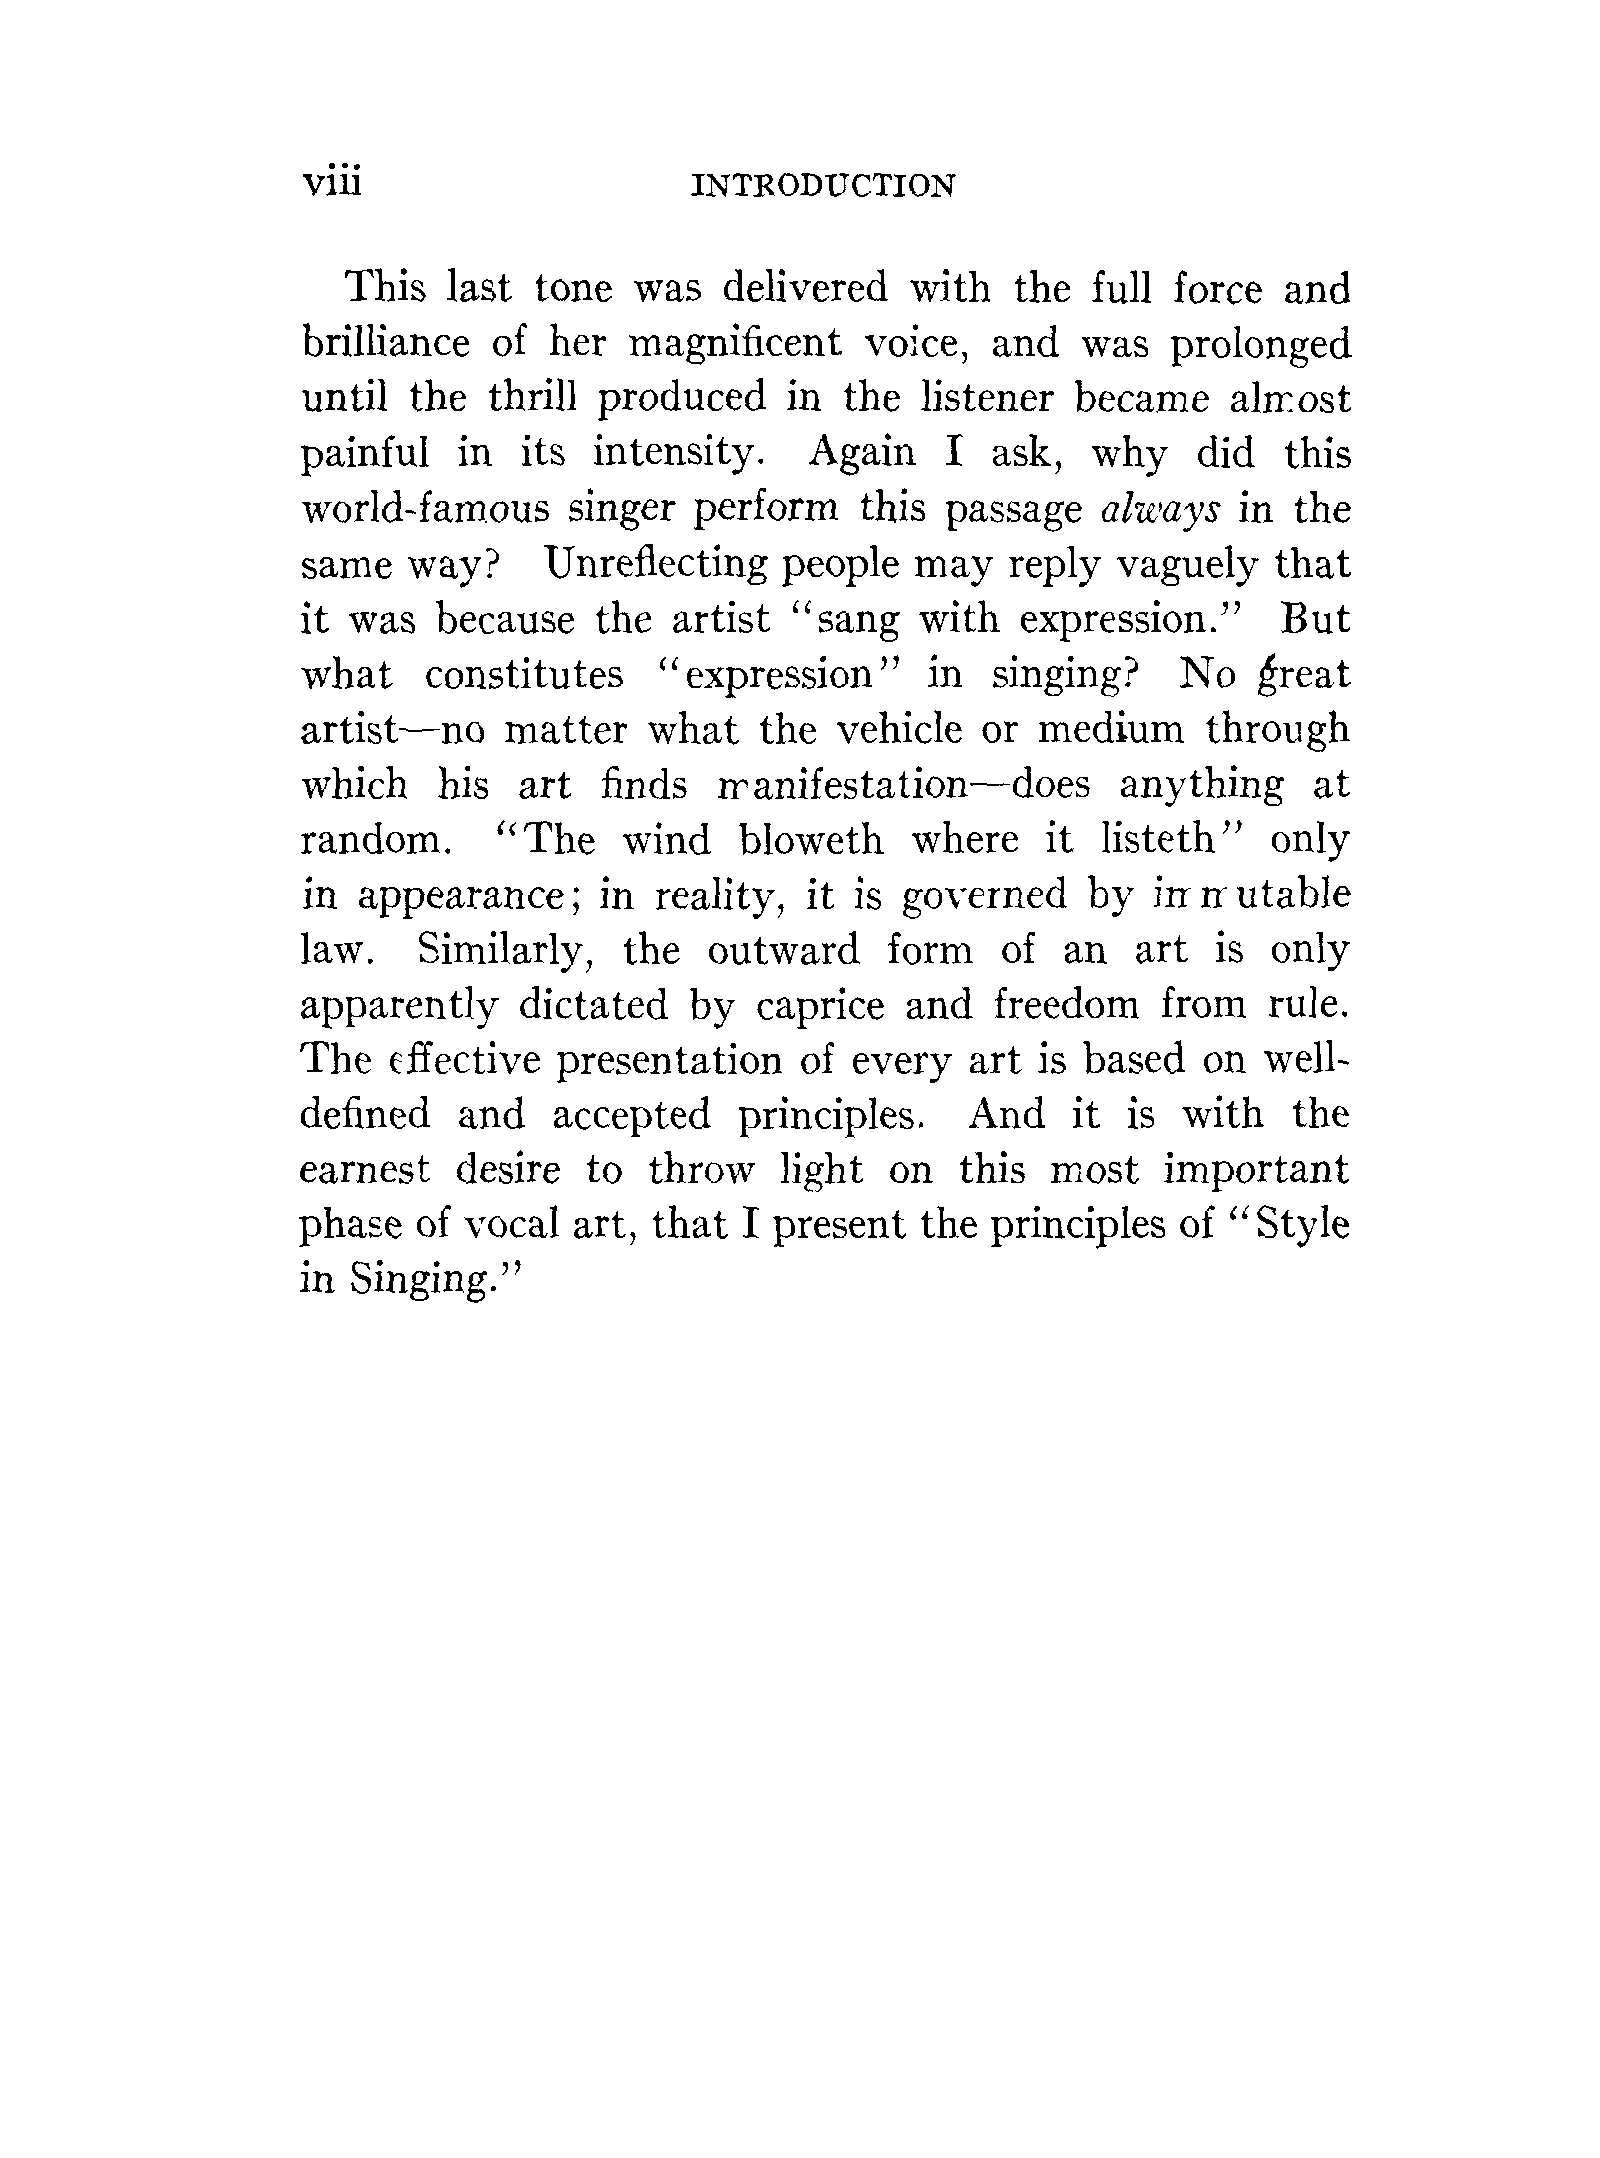 viii INTRODUCTION
This last tone was delivered with the full force and
brilliance of her magnificent voice, and was prolonged
until the thrill produced in the listener became almost
painful in its intensity. Again I ask, why did this
world-famous singer perform this passage always in the
same way? Unreflecting people may reply vaguely that
it was because the artist “sang with expression.” But
what constitutes “expression” in singing? No great
artist—no matter what the vehicle or medium through
which his art finds manifestation—does anything at
random. “The wind bloweth where it listeth” only
in appearance; in reality, it is governed by immutable
law. Similarly, the outward form of an art is only
apparently dictated by caprice and freedom from rule.
The effective presentation of every art is based on well-
defined and accepted principles. And it is with the
earnest desire to throw light on this most important
phase of vocal art, that I present the principles of “Style
in Singing.”